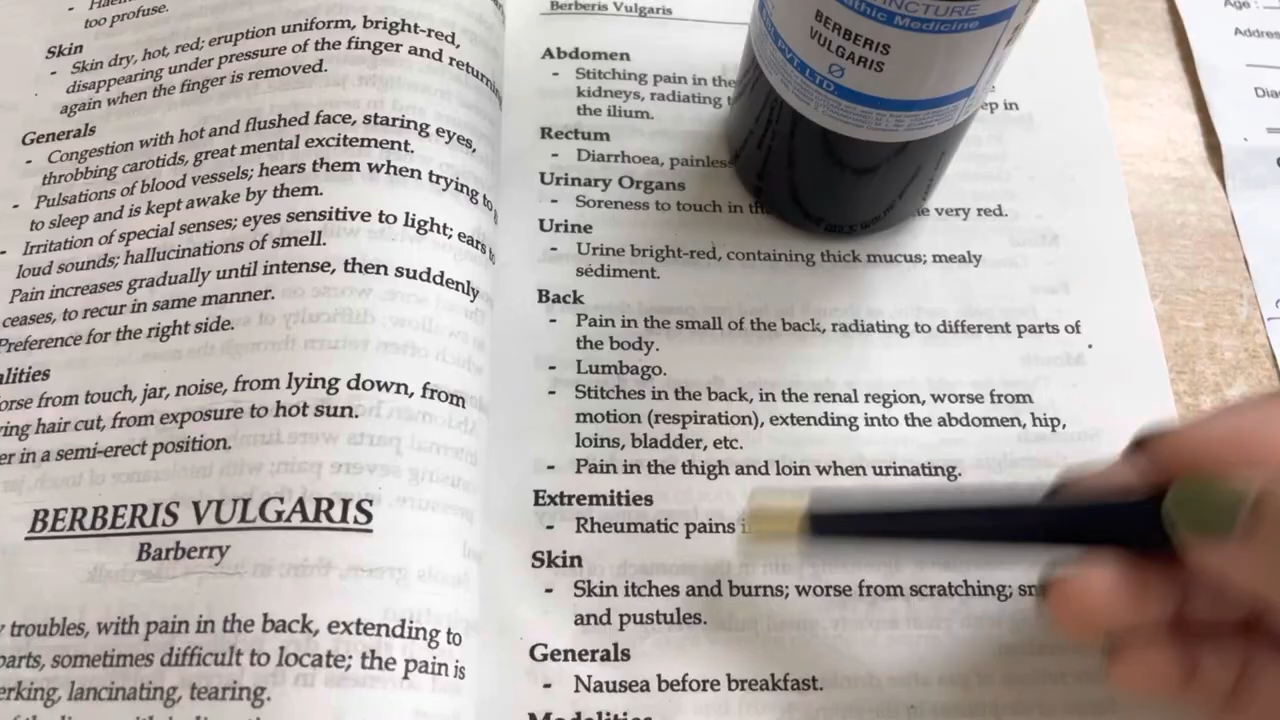 too profuse.
Skin
- Skin dry, hot, red; eruption uniform, bright-red,
disappearing under pressure of the finger and
again when the finger is removed.
Generals
- Congestion with hot and flushed face, staring eyes,
throbbing carotids, great mental excitement.
- Pulsations of blood vessels; hears them when trying to
to sleep and is kept awake by them.
- Irritation of special senses; eyes sensitive to light; ears
loud sounds; hallucinations of smell.
Pain increases gradually until intense, then suddenly
ceases, to recur in same manner.
Preference for the right side.
from touch, jar, noise, from lying down, from
hair cut, from exposure to hot sun.
in a semi-erect position.
BERBERIS VULGARIS
Barberry
troubles, with pain in the back, extending to
parts, sometimes difficult to locate; the pain is
lancinating, tearing.
Berberis Vulgaris
Abdomen
- Stitching pain in the
kidneys, radiating
the ilium.
in
Rectum
- Diarrhoea,
Urinary Organs
- Soreness to touch in
very red.
Urine
- Urine bright-red, containing thick mucus; mealy
sediment.
Back
- Pain in the small of the back, radiating to different parts of
the body.
- Lumbago.
- Stitches in the back, in the renal region, worse from
motion (respiration), extending into the abdomen, hip,
loins, bladder, etc.
- Pain in the thigh and loin when urinating.
Extremities
- Rheumatic pains
Skin
- Skin itches and burns; worse from scratching;
and pustules.
Generals
- Nausea before breakfast.
Modalities
Medicine
BERBERIS
VULGARIS
Ø
PVT. LTD.
Age :